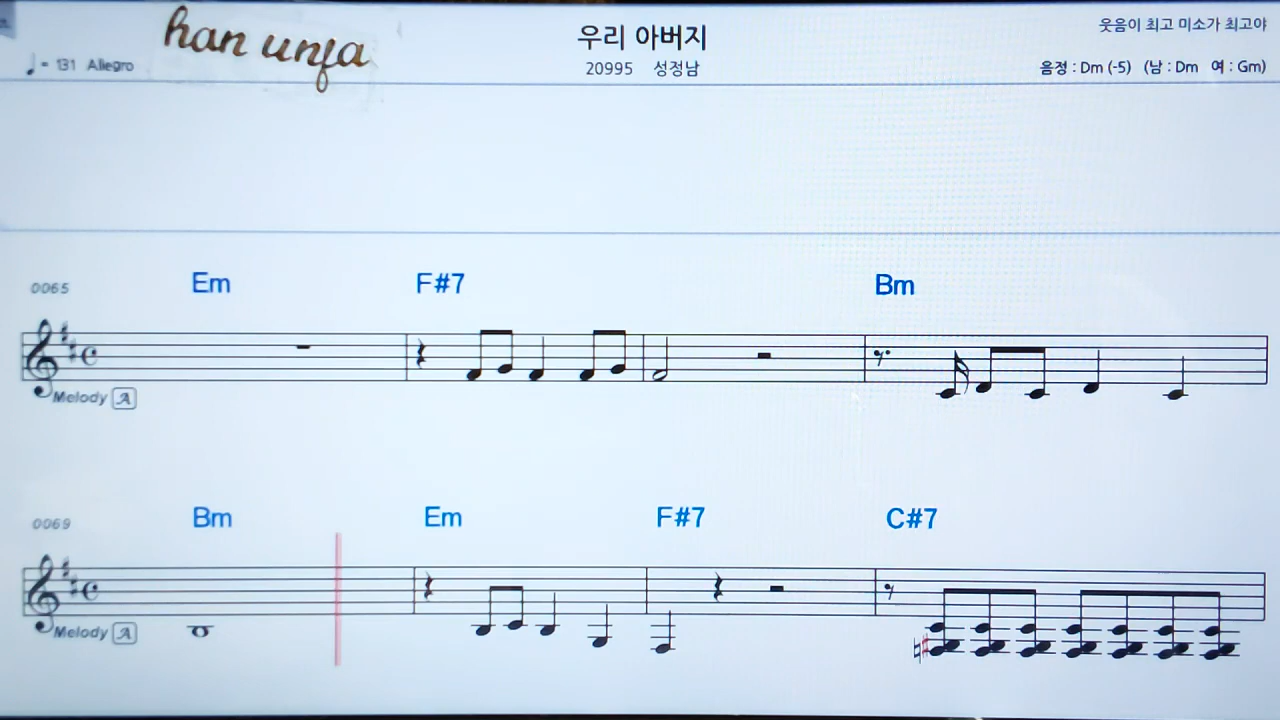 han unja
우리 아버지
웃음이 최고 미소가 최고야
♩= 131 Allegro
20995 성정남
음정 : Dm (-5) (남 : Dm 여 : Gm)
0065 Em F#7 Bm
Melody A
0069 Bm Em F#7 C#7
Melody A